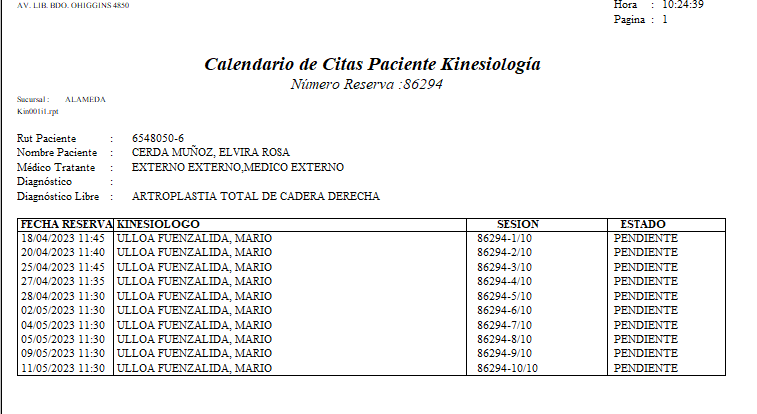 AV. LIB. BDO. OHIGGINS 4850
Hora : 10:24:39
Pagina : 1
Calendario de Citas Paciente Kinesiología
Número Reserva :86294
Sucursal : ALAMEDA
Kin001i1.rpt
Rut Paciente : 6548050-6
Nombre Paciente : CERDA MUÑOZ, ELVIRA ROSA
Médico Tratante : EXTERNO EXTERNO,MEDICO EXTERNO
Diagnóstico :
Diagnóstico Libre : ARTROPLASTIA TOTAL DE CADERA DERECHA
FECHA RESERVA KINESIOLOGO SESION ESTADO
18/04/2023 11:45 ULLOA FUENZALIDA, MARIO 86294-1/10 PENDIENTE
20/04/2023 11:40 ULLOA FUENZALIDA, MARIO 86294-2/10 PENDIENTE
25/04/2023 11:45 ULLOA FUENZALIDA, MARIO 86294-3/10 PENDIENTE
27/04/2023 11:35 ULLOA FUENZALIDA, MARIO 86294-4/10 PENDIENTE
28/04/2023 11:30 ULLOA FUENZALIDA, MARIO 86294-5/10 PENDIENTE
02/05/2023 11:30 ULLOA FUENZALIDA, MARIO 86294-6/10 PENDIENTE
04/05/2023 11:30 ULLOA FUENZALIDA, MARIO 86294-7/10 PENDIENTE
05/05/2023 11:30 ULLOA FUENZALIDA, MARIO 86294-8/10 PENDIENTE
09/05/2023 11:30 ULLOA FUENZALIDA, MARIO 86294-9/10 PENDIENTE
11/05/2023 11:30 ULLOA FUENZALIDA, MARIO 86294-10/10 PENDIENTE